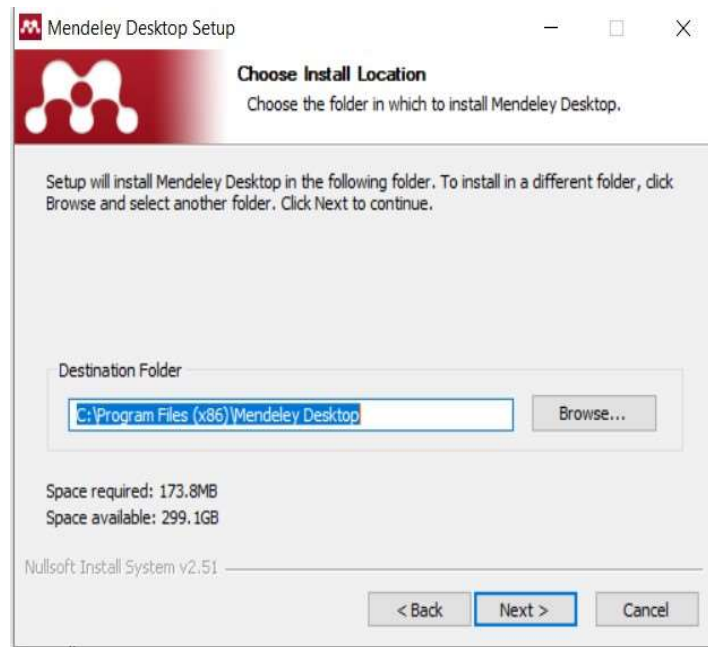 Mendeley Desktop Setup
Choose Install Location
Choose the folder in which to install Mendeley Desktop.
Setup will install Mendeley Desktop in the following folder. To install in a different folder, click
Browse and select another folder. Click Next to continue.
Destination Folder
C:\Program Files (x86)\Mendeley Desktop
Browse...
Space required: 173.8MB
Space available: 299.1GB
Nullsoft Install System v2.51
< Back
Next >
Cancel